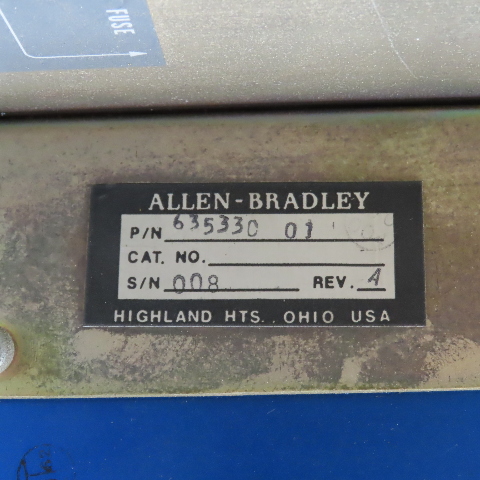 FUSE
ALLEN-BRADLEY
P/N 635330 01
CAT. NO.
S/N 008 REV. A
HIGHLAND HTS. OHIO USA